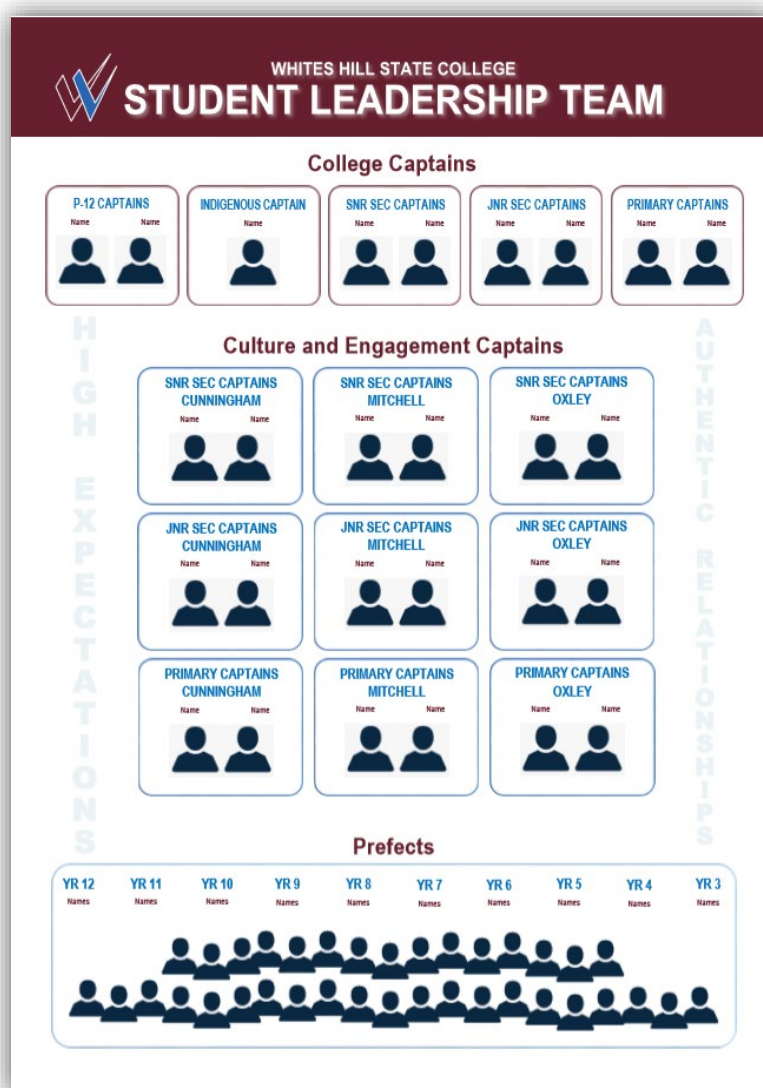 WHITES HILL STATE COLLEGE
STUDENT LEADERSHIP TEAM
College Captains
P-12 CAPTAINS
Name Name
INDIGENOUS CAPTAIN
Name
SNR SEC CAPTAINS
Name Name
JNR SEC CAPTAINS
Name Name
PRIMARY CAPTAINS
Name Name
HIGH EXPECTATIONS
AUTHENTIC RELATIONSHIPS
Culture and Engagement Captains
SNR SEC CAPTAINS
CUNNINGHAM
Name Name
SNR SEC CAPTAINS
MITCHELL
Name Name
SNR SEC CAPTAINS
OXLEY
Name Name
JNR SEC CAPTAINS
CUNNINGHAM
Name Name
JNR SEC CAPTAINS
MITCHELL
Name Name
JNR SEC CAPTAINS
OXLEY
Name Name
PRIMARY CAPTAINS
CUNNINGHAM
Name Name
PRIMARY CAPTAINS
MITCHELL
Name Name
PRIMARY CAPTAINS
OXLEY
Name Name
Prefects
YR 12 YR 11 YR 10 YR 9 YR 8 YR 7 YR 6 YR 5 YR 4 YR 3
Names Names Names Names Names Names Names Names Names Names